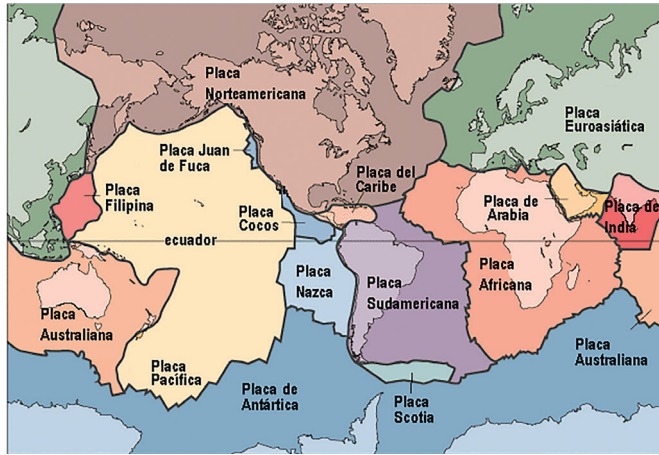 Placa
Norteamericana
Placa
Euroasiática
Placa Juan
de Fuca
Placa del
Caribe
Placa
Filipina
Placa de
Arabia
Placa de
India
Placa
Cocos
ecuador
Placa
Nazca
Placa
Sudamericana
Placa
Africana
Placa
Australiana
Placa
Pacífica
Placa de
Antártica
Placa
Scotia
Placa
Australiana